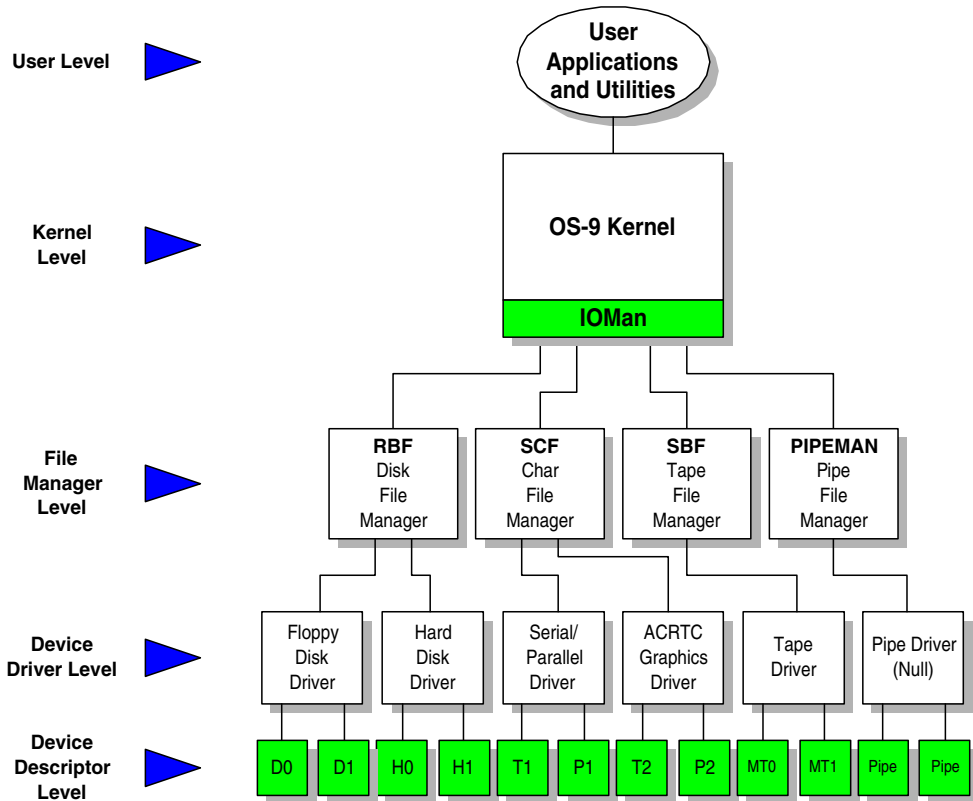 User Level
User
Applications
and Utilities
Kernel
Level
OS-9 Kernel
IOMan
File
Manager
Level
RBF
Disk
File
Manager
SCF
Char
File
Manager
SBF
Tape
File
Manager
PIPEMAN
Pipe
File
Manager
Device
Driver Level
Floppy
Disk
Driver
Hard
Disk
Driver
Serial/
Parallel
Driver
ACRTC
Graphics
Driver
Tape
Driver
Pipe Driver
(Null)
Device
Descriptor
Level
D0
D1
H0
H1
T1
P1
T2
P2
MT0
MT1
Pipe
Pipe